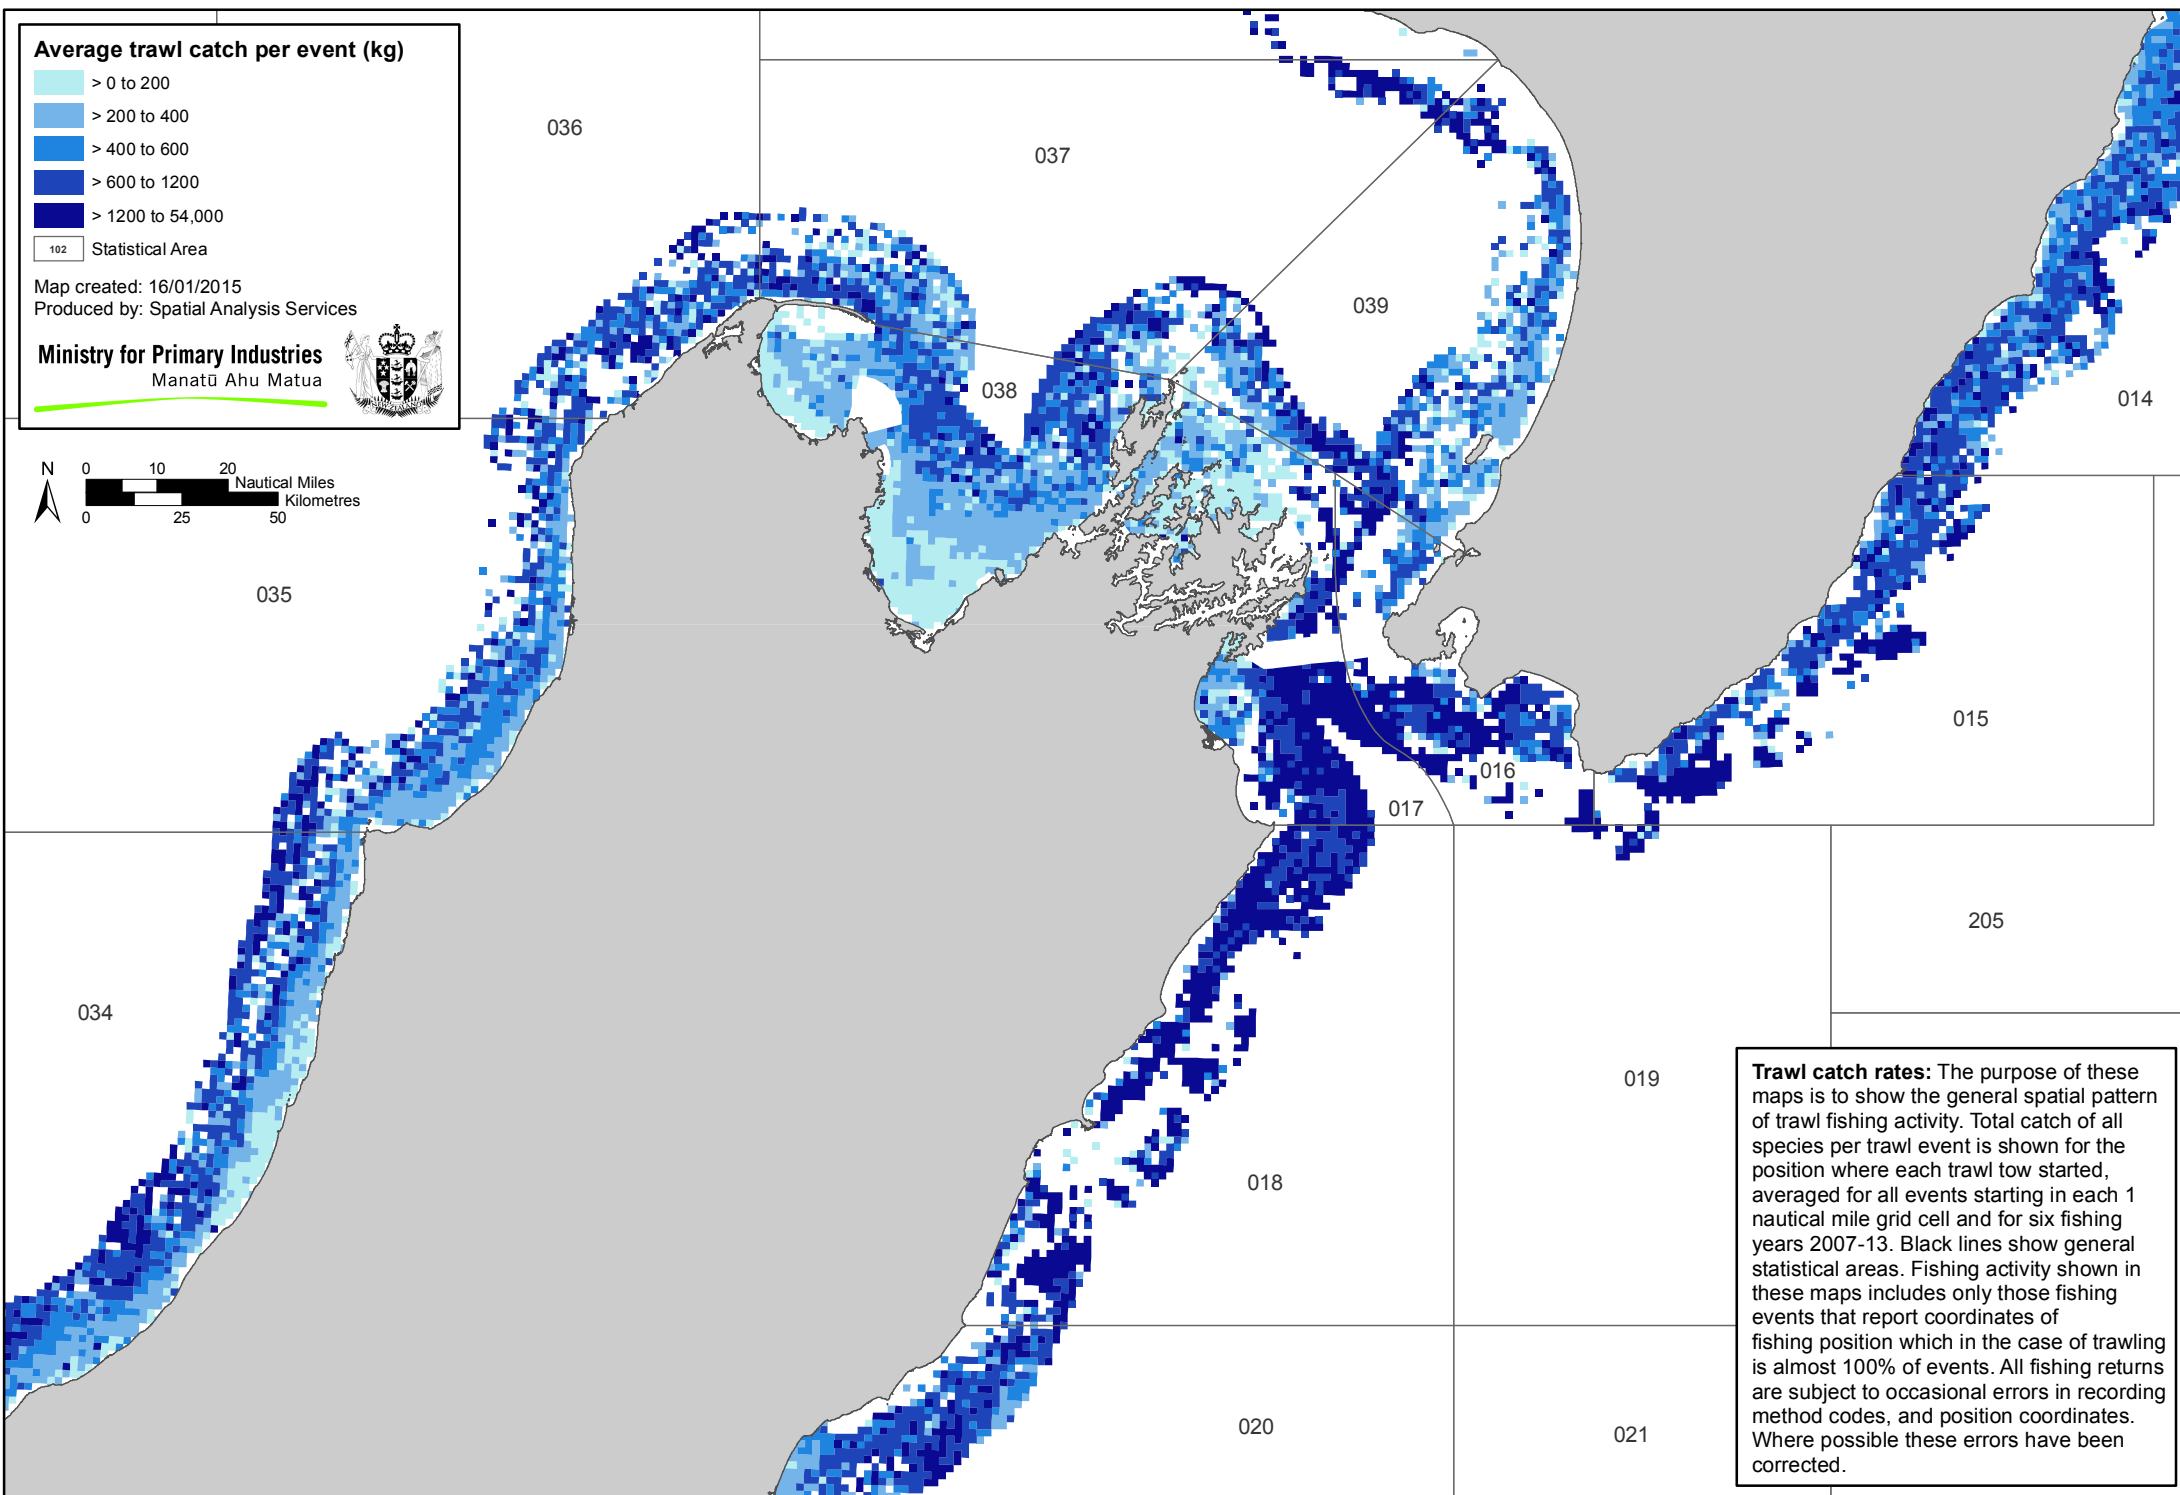 Average trawl catch per event (kg)
> 0 to 200
> 200 to 400
> 400 to 600
> 600 to 1200
> 1200 to 54,000
102 Statistical Area
Map created: 16/01/2015
Produced by: Spatial Analysis Services
Ministry for Primary Industries
Manatū Ahu Matua
N
0 10 20
Nautical Miles
Kilometres
0 25 50
036
037
039
038
014
035
015
016
017
205
034
019
018
020
021
Trawl catch rates: The purpose of these
maps is to show the general spatial pattern
of trawl fishing activity. Total catch of all
species per trawl event is shown for the
position where each trawl tow started,
averaged for all events starting in each 1
nautical mile grid cell and for six fishing
years 2007-13. Black lines show general
statistical areas. Fishing activity shown in
these maps includes only those fishing
events that report coordinates of
fishing position which in the case of trawling
is almost 100% of events. All fishing returns
are subject to occasional errors in recording
method codes, and position coordinates.
Where possible these errors have been
corrected.